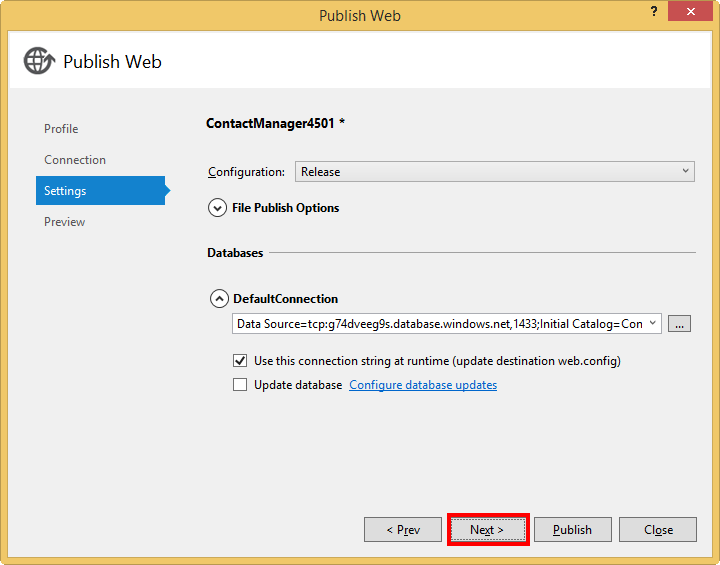 Publish Web
?
Publish Web
Profile
Connection
Settings
Preview
ContactManager4501 *
Configuration: Release
File Publish Options
Databases
DefaultConnection
Data Source=tcp:g74dveeg9s.database.windows.net,1433;Initial Catalog=Con
...
Use this connection string at runtime (update destination web.config)
Update database Configure database updates
< Prev Next > Publish Close